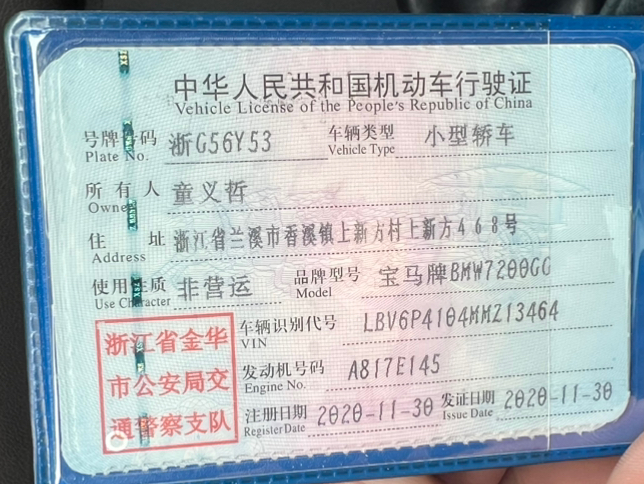 中华人民共和国机动车行驶证
Vehicle License of the People's Republic of China
号牌号码 浙G56Y53 车辆类型 小型轿车
Plate No. Vehicle Type
所有人 童义哲
Owner
住址 浙江省兰溪市香溪镇上新方村上新方468号
Address
使用性质 非营运 品牌型号 宝马牌BMW7200GG
Use Character Model
浙江省金华
市公安局交
通警察支队
车辆识别代号 LBV6P4104MMZ13464
VIN
发动机号码 A817E145
Engine No.
注册日期 2020-11-30 发证日期 2020-11-30
Register Date Issue Date